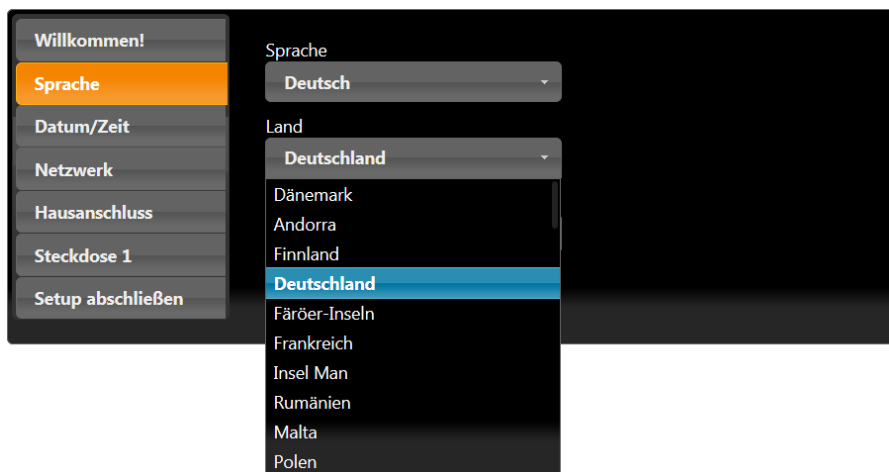 Willkommen!
Sprache
Datum/Zeit
Netzwerk
Hausanschluss
Steckdose 1
Setup abschließen
Sprache
Deutsch
Land
Deutschland
Dänemark
Andorra
Finnland
Deutschland
Färöer-Inseln
Frankreich
Insel Man
Rumänien
Malta
Polen